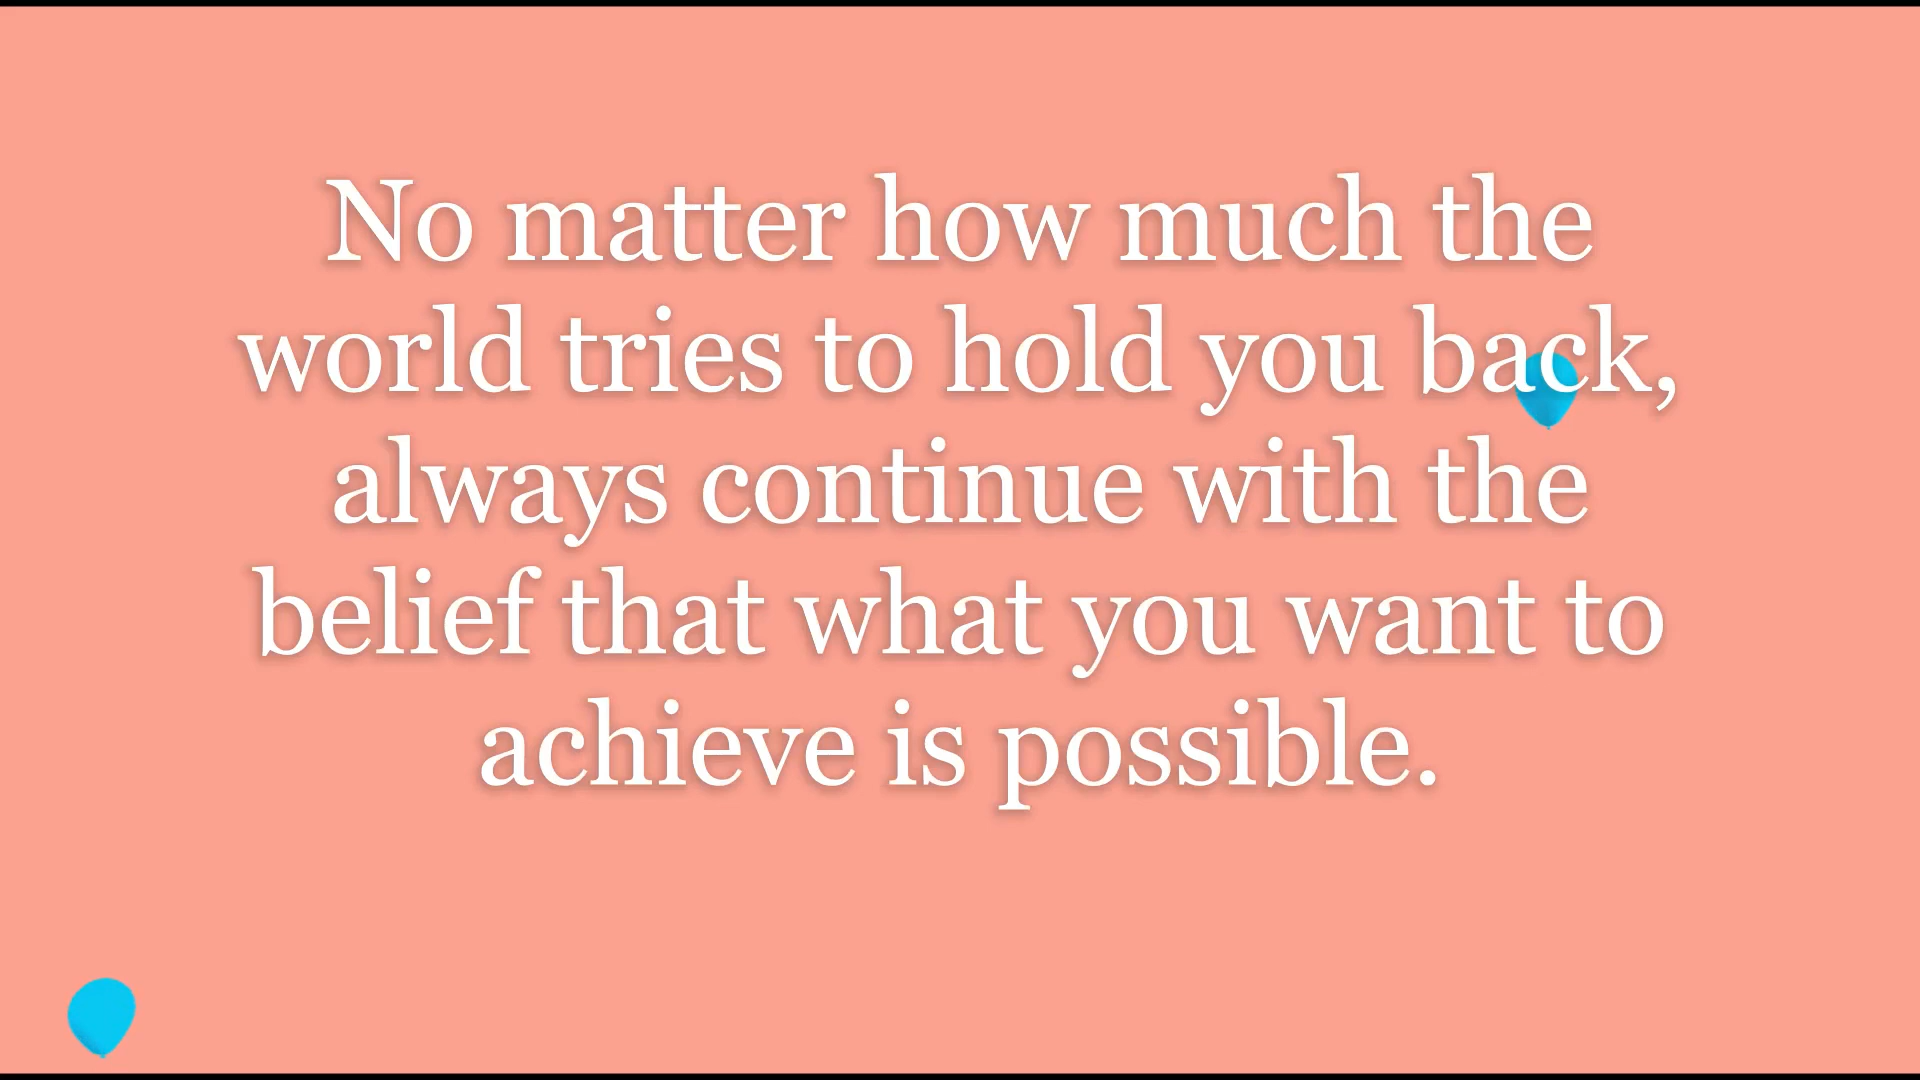 No matter how much the
world tries to hold you back,
always continue with the
belief that what you want to
achieve is possible.